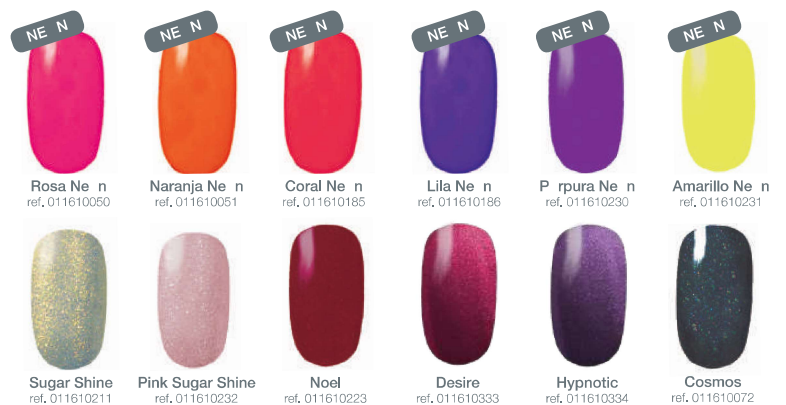 NE N NE N NE N NE N NE N NE N
Rosa Ne n Naranja Ne n Coral Ne n Lila Ne n P rpura Ne n Amarillo Ne n
ref. 011610050 ref. 011610051 ref. 011610185 ref. 011610186 ref. 011610230 ref. 011610231
Sugar Shine Pink Sugar Shine Noel Desire Hypnotic Cosmos
ref. 011610211 ref. 011610232 ref. 011610223 ref. 011610333 ref. 011610334 ref. 011610072